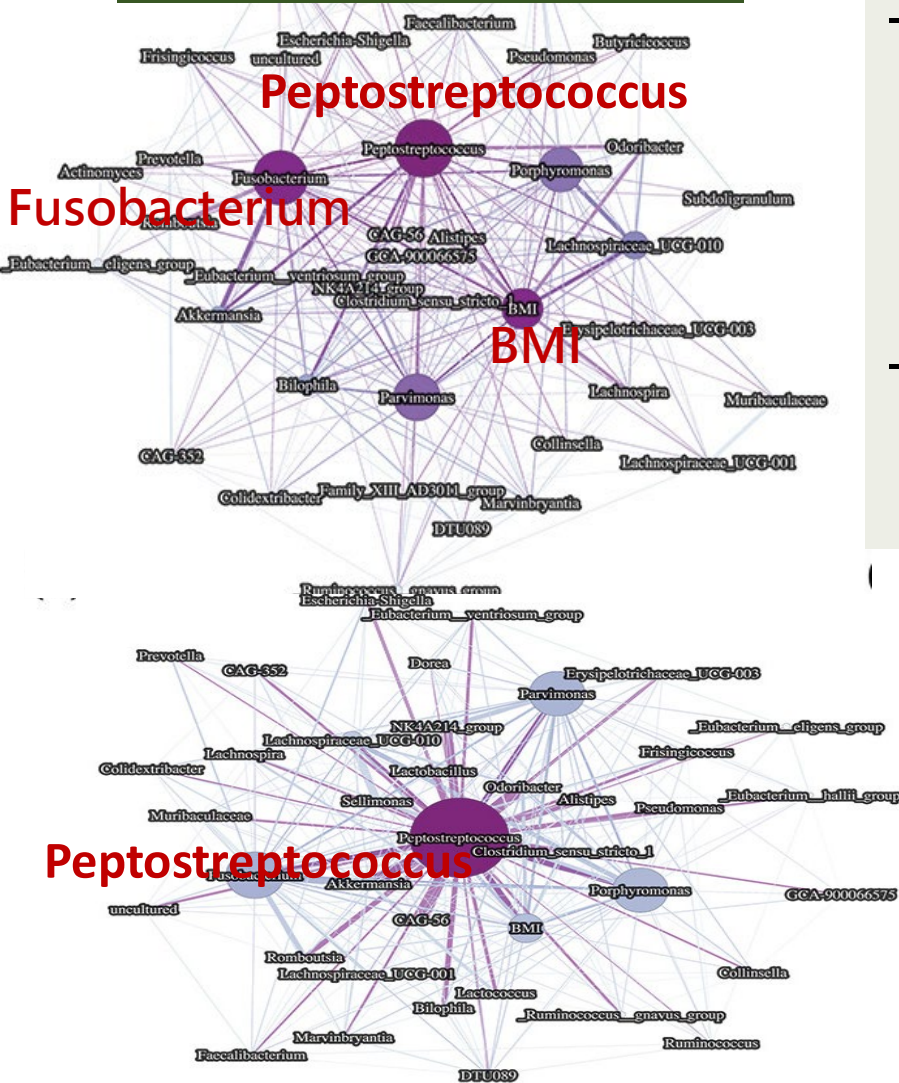 Faecalibacterium
Escherichia-Shigella
Butyricicoccus
Frisingicoccus
uncultured
Pseudomonas
Peptostreptococcus
Peptostreptococcus
Odoribacter
Prevotella
Actinomyces
Fusobacterium
Porphyromonas
Subdoligranulum
Fusobacterium
Romboutsia
CAG-56
Alistipes
Lachnospiraceae_UCG-010
GCA-900066575
_Eubacterium__eligens_group
_Eubacterium__ventriosum_group
NK4A214_group
Clostridium_sensu_stricto_1
BMI
Akkermansia
Erysipelotrichaceae_UCG-003
BMI
Bilophila
Parvimonas
Lachnospira
Muribaculaceae
Collinsella
CAG-352
Lachnospiraceae_UCG-001
Colidextribacter
Family_XIII_AD3011_group
Marvinbryantia
DTU089
_Ruminococcus__gnavus_group
Escherichia-Shigella
_Eubacterium__ventriosum_group
Prevotella
CAG-352
Dorea
Erysipelotrichaceae_UCG-003
Parvimonas
NK4A214_group
_Eubacterium__eligens_group
Lachnospiraceae_UCG-010
Lachnospira
Frisingicoccus
Colidextribacter
Lactobacillus
Odoribacter
Sellimonas
Alistipes
_Eubacterium__hallii_group
Pseudomonas
Muribaculaceae
Peptostreptococcus
Clostridium_sensu_stricto_1
Peptostreptococcus
Fusobacterium
Akkermansia
Porphyromonas
GCA-900066575
uncultured
CAG-56
BMI
Romboutsia
Lachnospiraceae_UCG-001
Collinsella
Lactococcus
Bilophila
_Ruminococcus__gnavus_group
Marvinbryantia
Ruminococcus
Faecalibacterium
DTU089